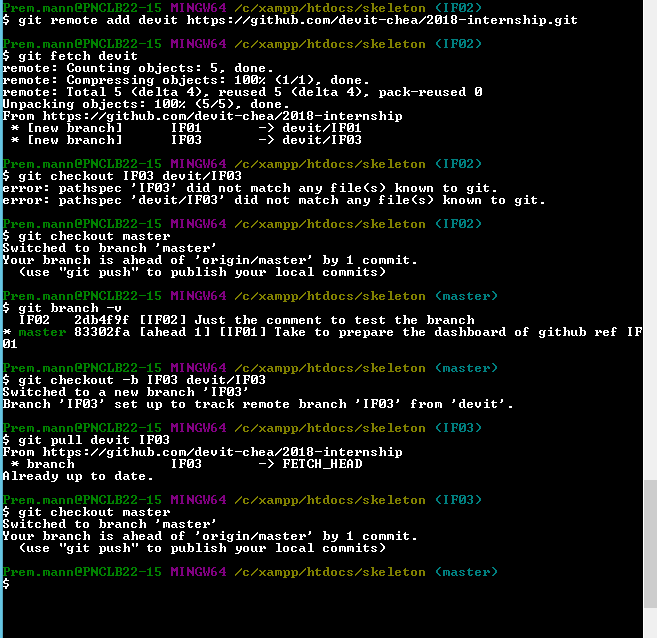 Prem.mann@PNCLB22-15 MINGW64 /c/xampp/htdocs/skeleton (IF02)
$ git remote add devit https://github.com/devit-chea/2018-internship.git
Prem.mann@PNCLB22-15 MINGW64 /c/xampp/htdocs/skeleton (IF02)
$ git fetch devit
remote: Counting objects: 5, done.
remote: Compressing objects: 100% (1/1), done.
remote: Total 5 (delta 4), reused 5 (delta 4), pack-reused 0
Unpacking objects: 100% (5/5), done.
From https://github.com/devit-chea/2018-internship
 * [new branch]      IF01       -> devit/IF01
 * [new branch]      IF03       -> devit/IF03
Prem.mann@PNCLB22-15 MINGW64 /c/xampp/htdocs/skeleton (IF02)
$ git checkout IF03 devit/IF03
error: pathspec 'IF03' did not match any file(s) known to git.
error: pathspec 'devit/IF03' did not match any file(s) known to git.
Prem.mann@PNCLB22-15 MINGW64 /c/xampp/htdocs/skeleton (IF02)
$ git checkout master
Switched to branch 'master'
Your branch is ahead of 'origin/master' by 1 commit.
  (use "git push" to publish your local commits)
Prem.mann@PNCLB22-15 MINGW64 /c/xampp/htdocs/skeleton (master)
$ git branch -v
  IF02   2db4f9f [IF02] Just the comment to test the branch
* master 83302fa [ahead 1] [IF01] Take to prepare the dashboard of github ref IF
01
Prem.mann@PNCLB22-15 MINGW64 /c/xampp/htdocs/skeleton (master)
$ git checkout -b IF03 devit/IF03
Switched to a new branch 'IF03'
Branch 'IF03' set up to track remote branch 'IF03' from 'devit'.
Prem.mann@PNCLB22-15 MINGW64 /c/xampp/htdocs/skeleton (IF03)
$ git pull devit IF03
From https://github.com/devit-chea/2018-internship
 * branch            IF03       -> FETCH_HEAD
Already up to date.
Prem.mann@PNCLB22-15 MINGW64 /c/xampp/htdocs/skeleton (IF03)
$ git checkout master
Switched to branch 'master'
Your branch is ahead of 'origin/master' by 1 commit.
  (use "git push" to publish your local commits)
Prem.mann@PNCLB22-15 MINGW64 /c/xampp/htdocs/skeleton (master)
$